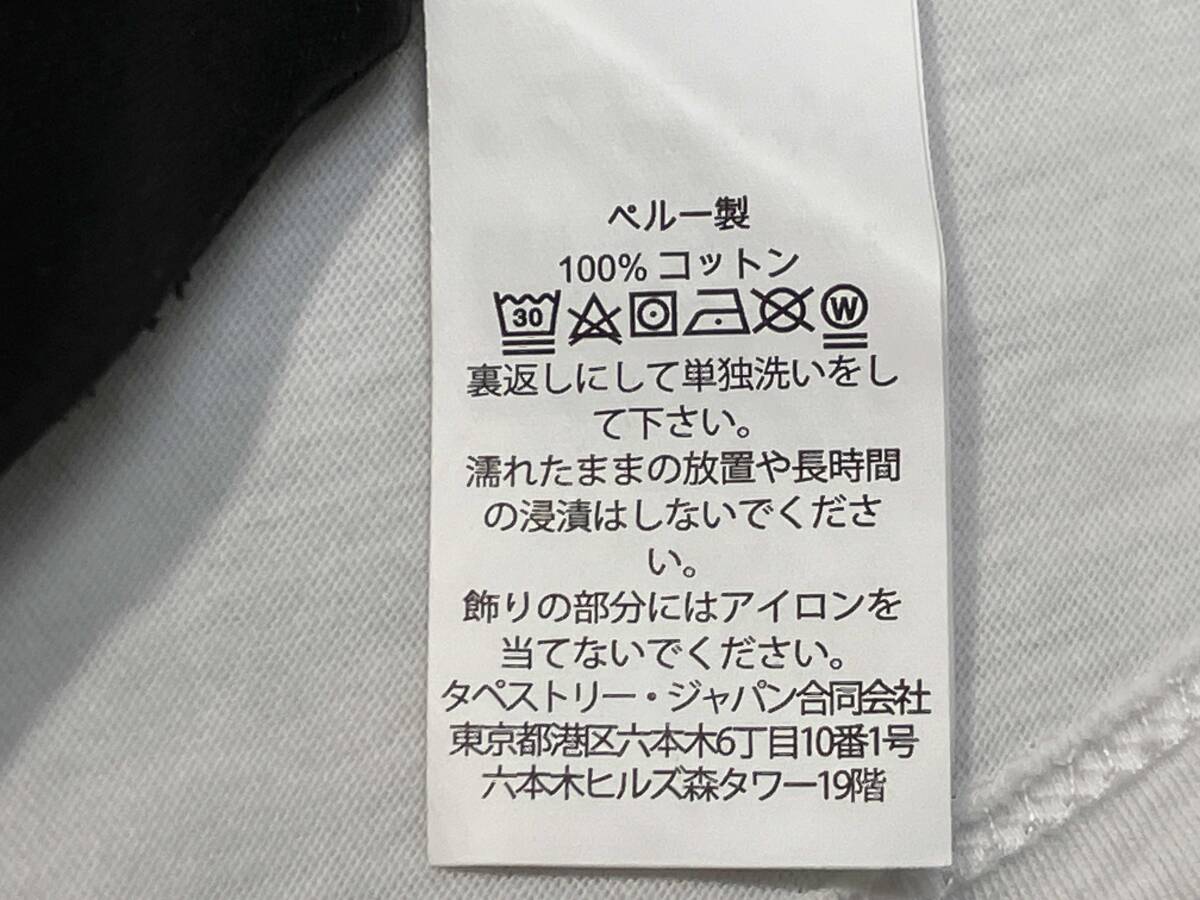 ペルー製
100% コットン
30 W
裏返しにして単独洗いをし
て下さい。
濡れたままの放置や長時間
の浸漬はしないでくださ
い。
飾りの部分にはアイロンを
当てないでください。
タペストリー・ジャパン合同会社
東京都港区六本木6丁目10番1号
六本木ヒルズ森タワー19階